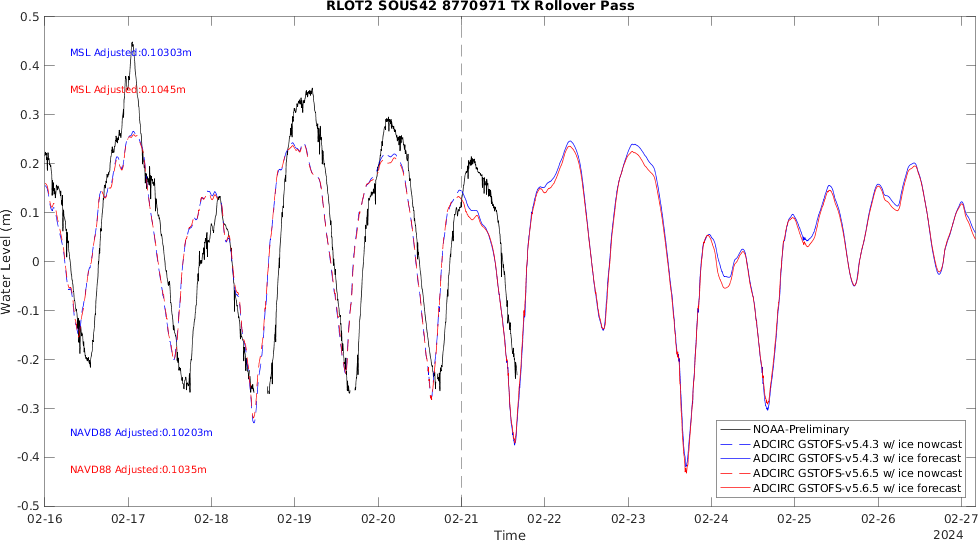 RLOT2 SOUS42 8770971 TX Rollover Pass
0.5
0.4
0.3
0.2
0.1
0
-0.1
-0.2
-0.3
-0.4
-0.5
Water Level (m)
MSL Adjusted:0.10303m
MSL Adjusted:0.1045m
NAVD88 Adjusted:0.10203m
NAVD88 Adjusted:0.1035m
NOAA-Preliminary
ADCIRC GSTOFS-v5.4.3 w/ ice nowcast
ADCIRC GSTOFS-v5.4.3 w/ ice forecast
ADCIRC GSTOFS-v5.6.5 w/ ice nowcast
ADCIRC GSTOFS-v5.6.5 w/ ice forecast
02-16 02-17 02-18 02-19 02-20 02-21 02-22 02-23 02-24 02-25 02-26 02-27
Time
2024